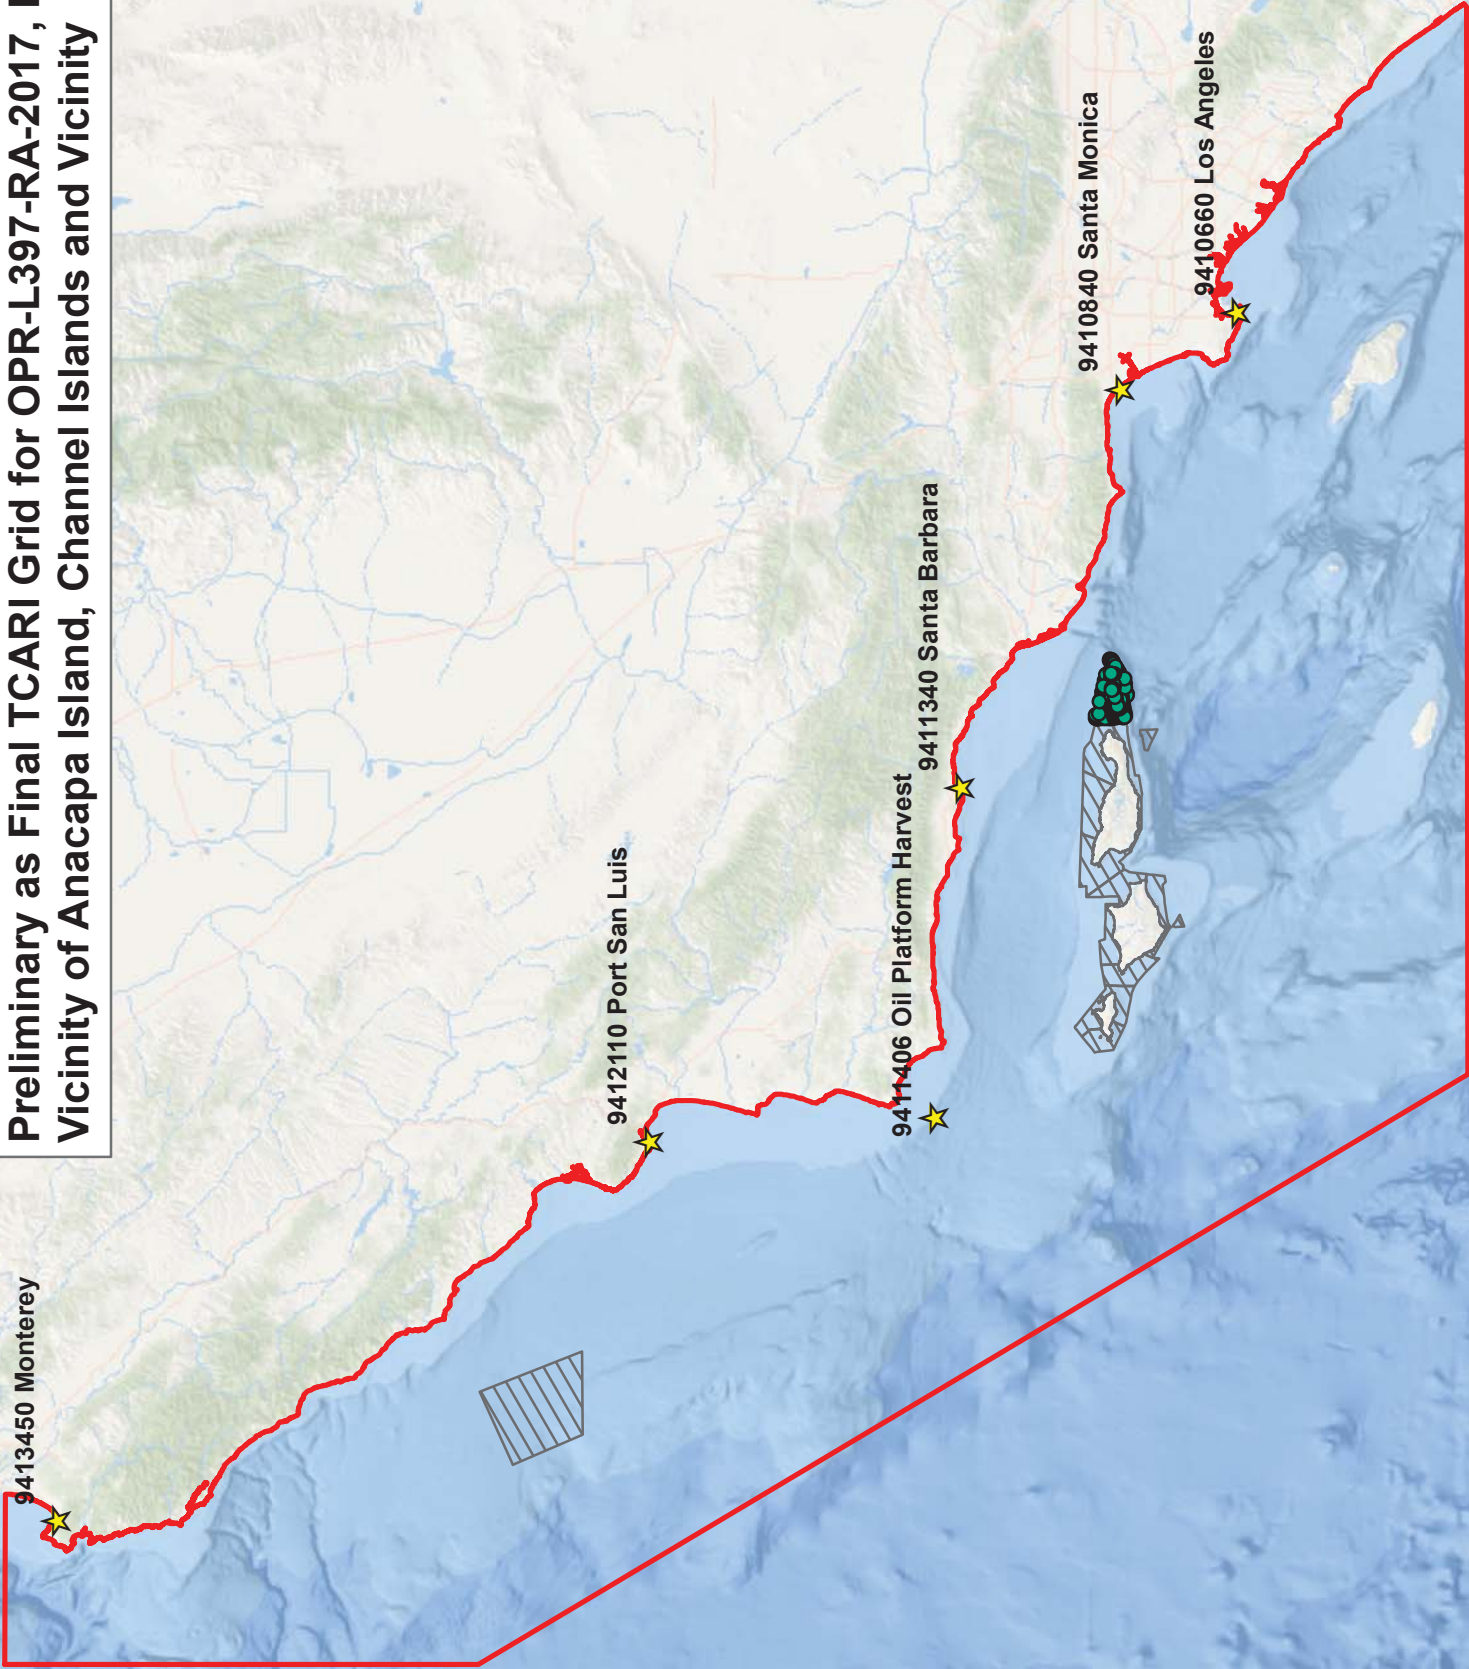 Preliminary as Final TCARI Grid for OPR-L397-RA-2017,
Vicinity of Anacapa Island, Channel Islands and Vicinity
9413450 Monterey
9412110 Port San Luis
9411406 Oil Platform Harvest
9411340 Santa Barbara
9410840 Santa Monica
9410660 Los Angeles